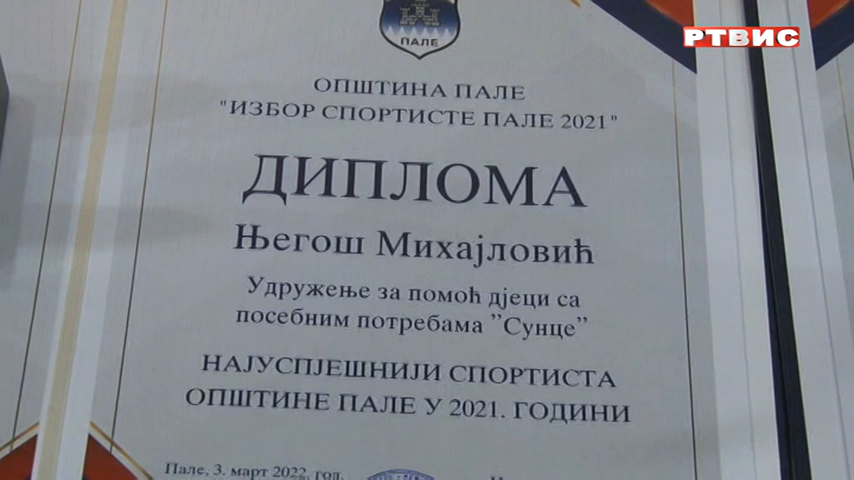 РТВИС
ПАЛЕ
ОПШТИНА ПАЛЕ
"ИЗБОР СПОРТИСТЕ ПАЛЕ 2021"
ДИПЛОМА
Његош Михајловић
Удружење за помоћ дјеци са
посебним потребама ”Сунце”
НАЈУСПЈЕШНИЈИ СПОРТИСТА
ОПШТИНЕ ПАЛЕ У 2021. ГОДИНИ
Пале, 3. март 2022. год.